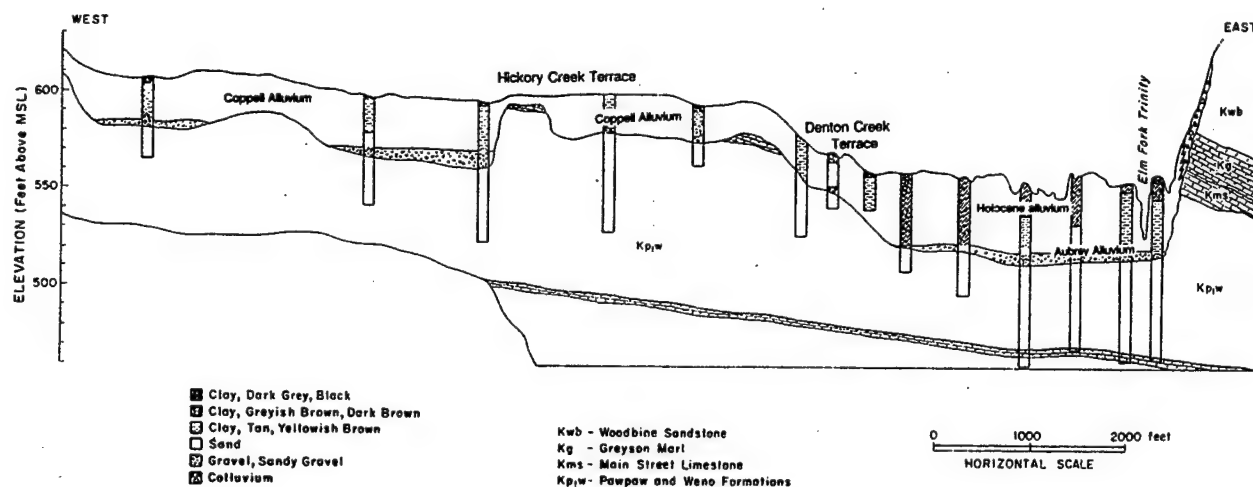 WEST
EAST
ELEVATION (Feet Above MSL)
600
550
500
Hickory Creek Terrace
Coppell Alluvium
Coppell Alluvium
Denton Creek
Terrace
Elm Fork Trinity
Kwb
Kg
Kms
Holocene alluvium
Aubrey Alluvium
Kp,w
Kp,w
Clay, Dark Grey, Black
Clay, Greyish Brown, Dark Brown
Clay, Tan, Yellowish Brown
Sand
Gravel, Sandy Gravel
Colluvium
Kwb - Woodbine Sandstone
Kg - Greyson Marl
Kms - Main Street Limestone
Kp,w - Pawpaw and Weno Formations
0 1000 2000 feet
HORIZONTAL SCALE